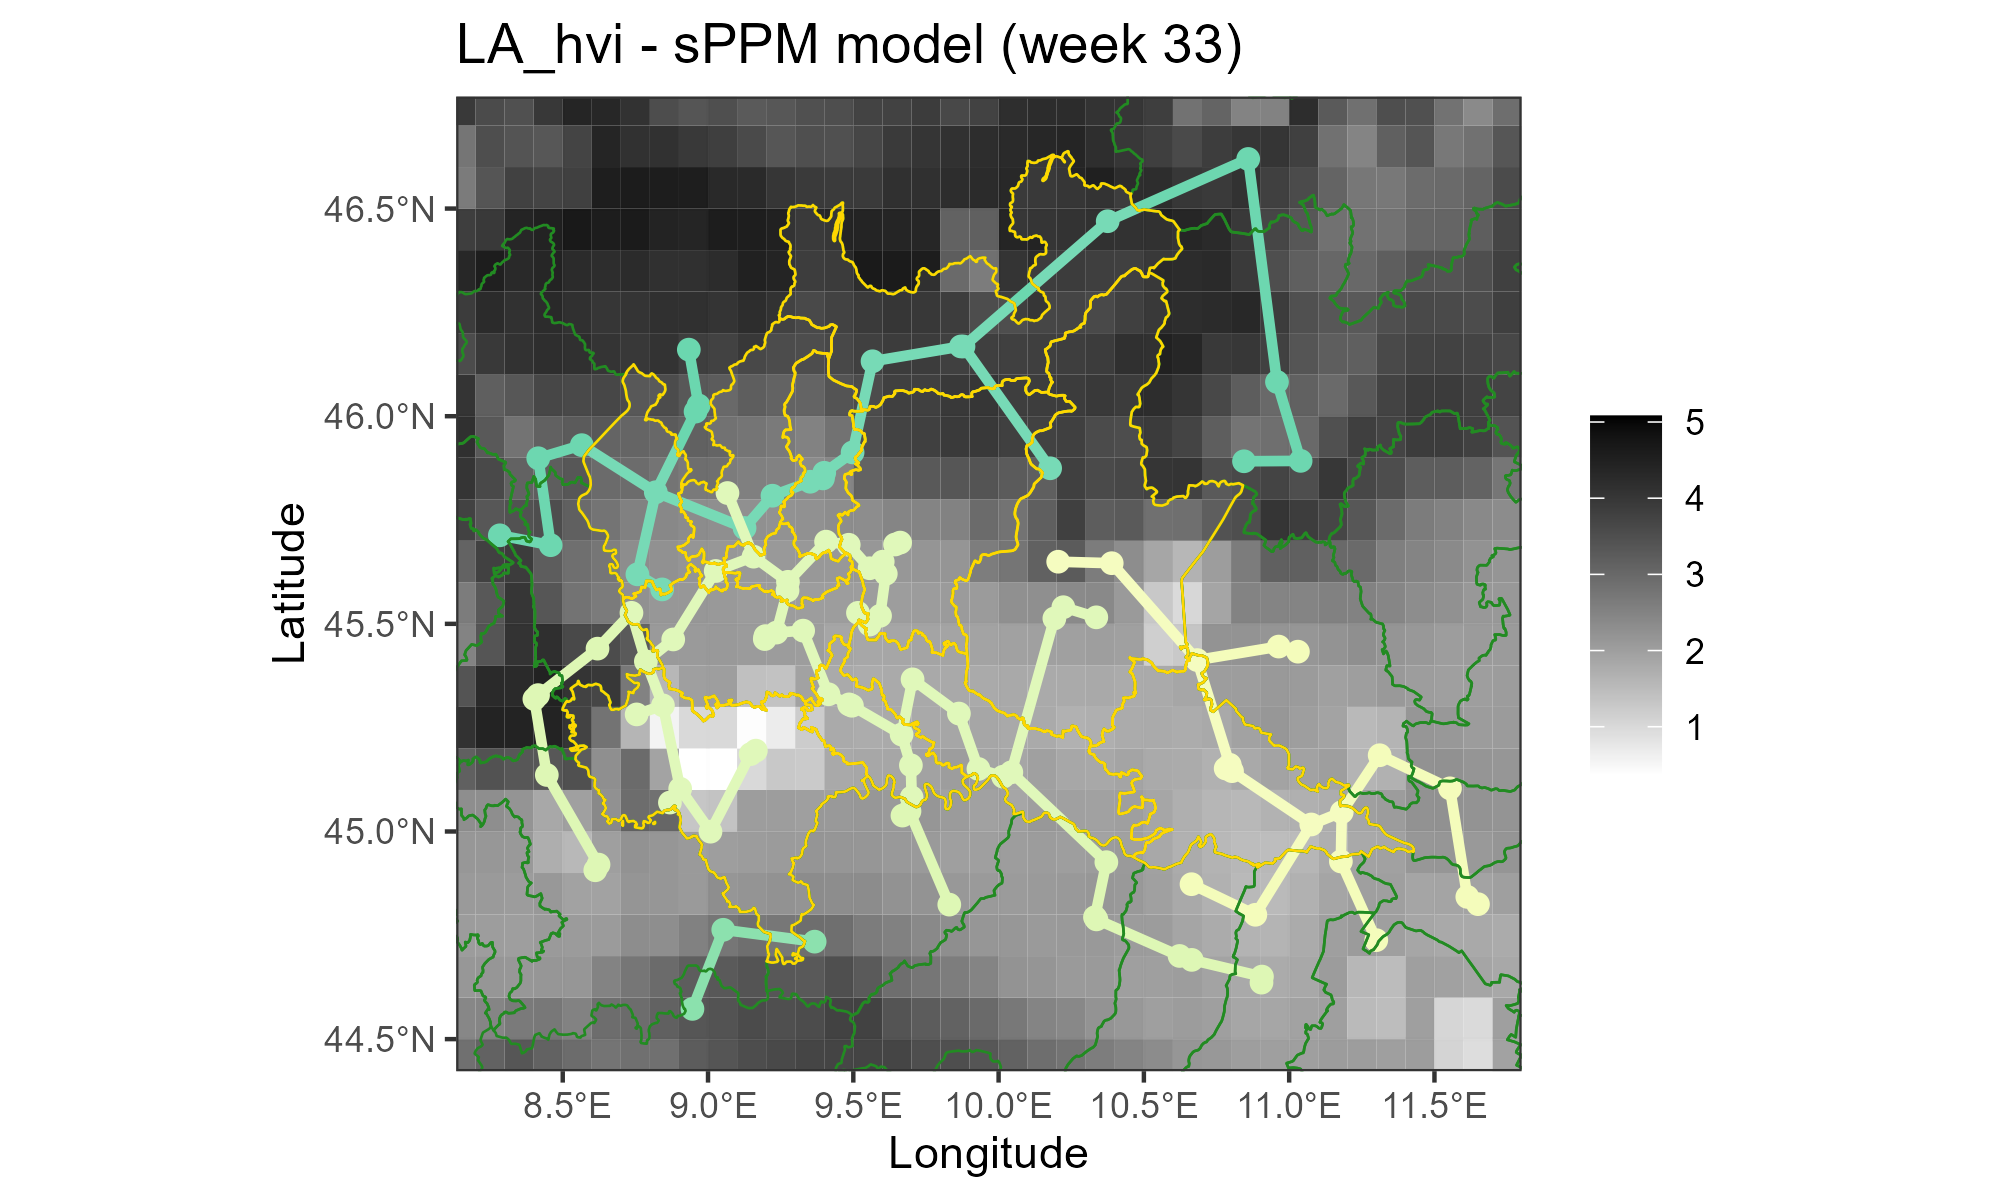 LA_hvi - sPPM model (week 33)
Latitude
46.5°N
46.0°N
45.5°N
45.0°N
44.5°N
8.5°E 9.0°E 9.5°E 10.0°E 10.5°E 11.0°E 11.5°E
Longitude
5
4
3
2
1